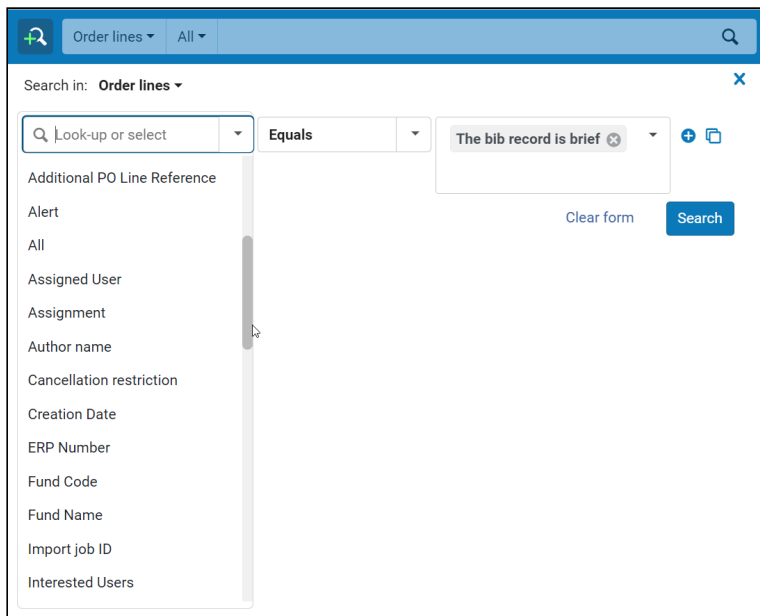 Order lines All
Search in: Order lines
Look-up or select Equals The bib record is brief
Additional PO Line Reference
Alert
Clear form Search
All
Assigned User
Assignment
Author name
Cancellation restriction
Creation Date
ERP Number
Fund Code
Fund Name
Import job ID
Interested Users